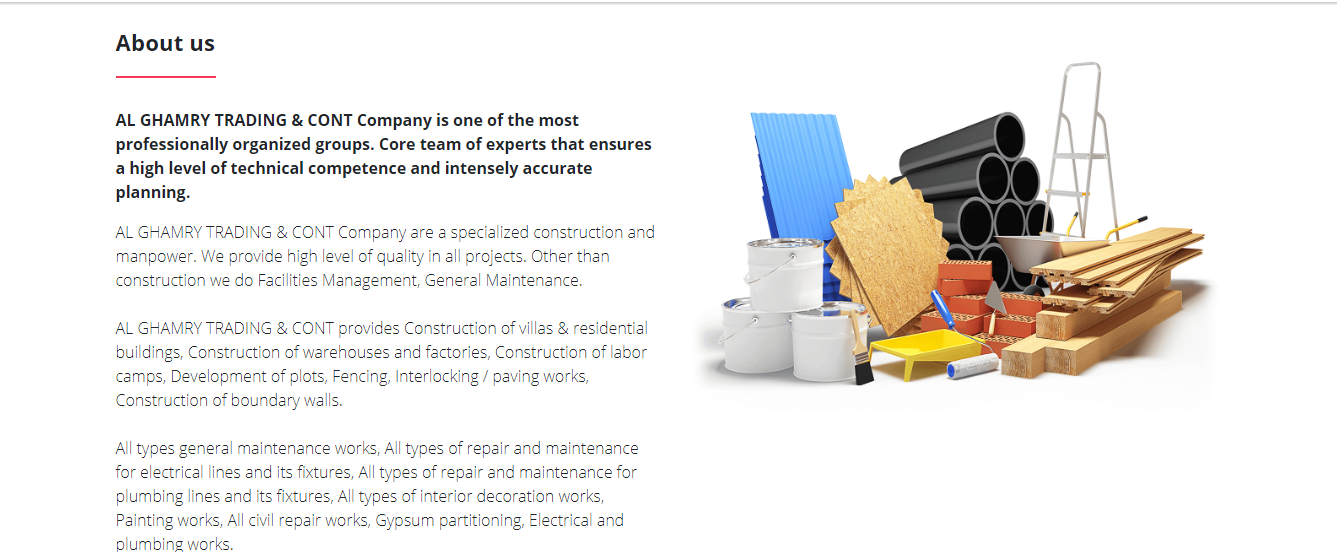 About us
AL GHAMRY TRADING & CONT Company is one of the most
professionally organized groups. Core team of experts that ensures
a high level of technical competence and intensely accurate
planning.
AL GHAMRY TRADING & CONT Company are a specialized construction and
manpower. We provide high level of quality in all projects. Other than
construction we do Facilities Management, General Maintenance.
AL GHAMRY TRADING & CONT provides Construction of villas & residential
buildings, Construction of warehouses and factories, Construction of labor
camps, Development of plots, Fencing, Interlocking / paving works,
Construction of boundary walls.
All types general maintenance works, All types of repair and maintenance
for electrical lines and its fixtures, All types of repair and maintenance for
plumbing lines and its fixtures, All types of interior decoration works,
Painting works, All civil repair works, Gypsum partitioning, Electrical and
plumbing works.